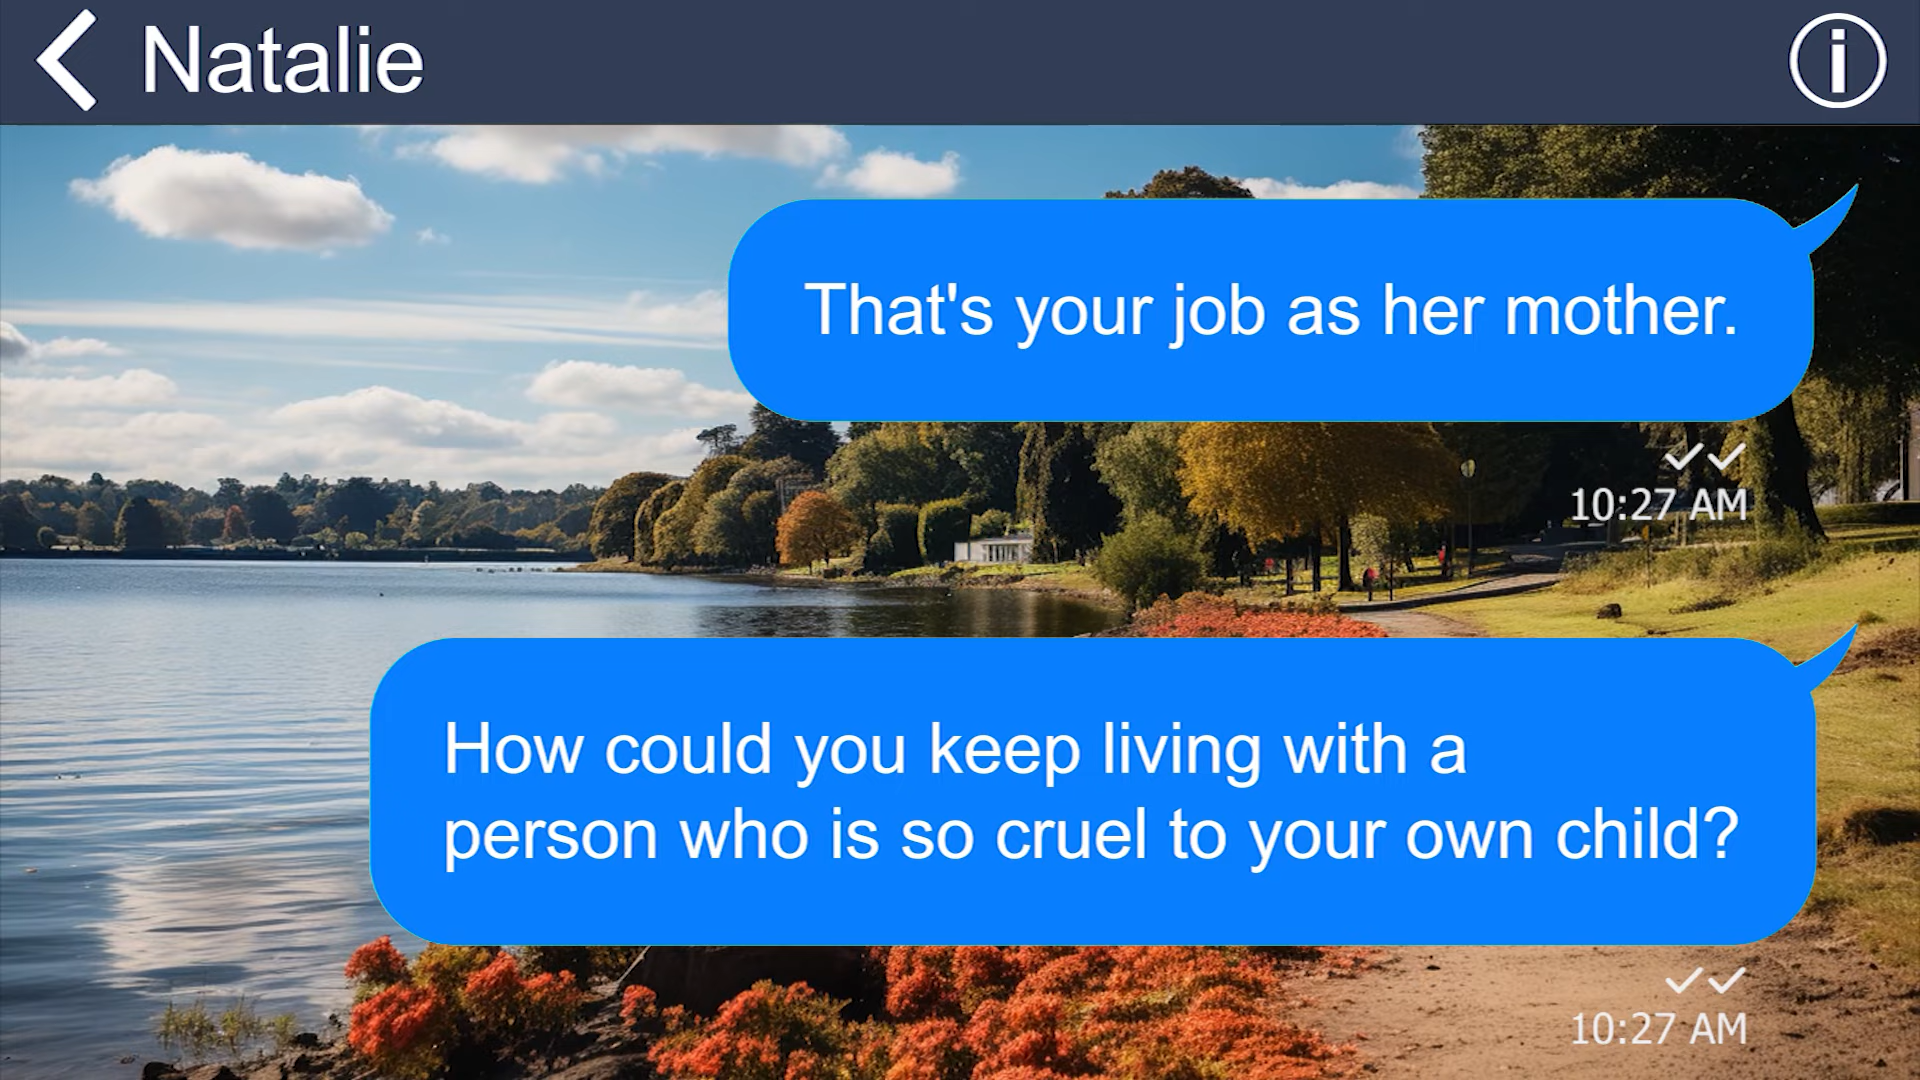 Natalie
That's your job as her mother.
10:27 AM
How could you keep living with a
person who is so cruel to your own child?
10:27 AM